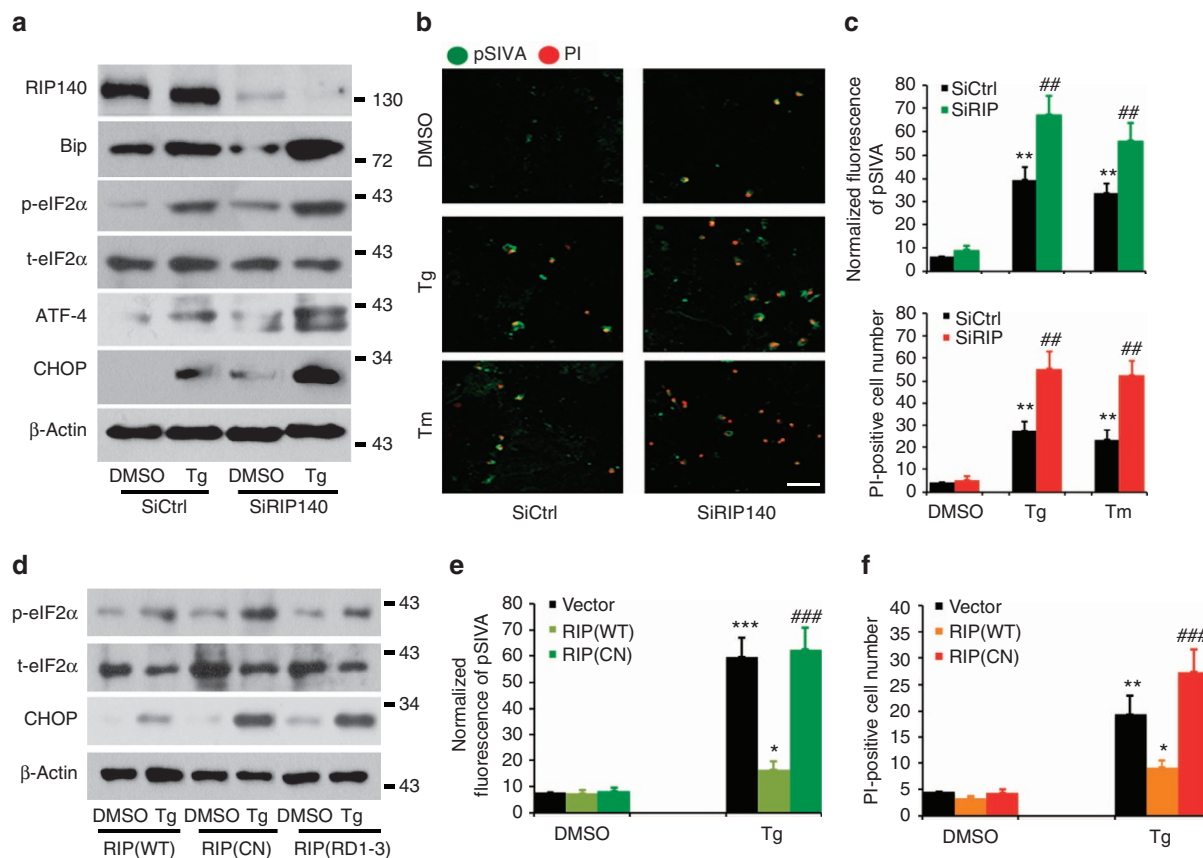 a
RIP140
130
Bip
72
p-eIF2α
43
t-eIF2α
43
ATF-4
43
CHOP
34
β-Actin
43
DMSO Tg DMSO Tg
SiCtrl SiRIP140
b
pSIVA PI
DMSO
Tg
Tm
SiCtrl SiRIP140
c
Normalized fluorescence
of pSIVA
80
70
60
50
40
30
20
10
0
SiCtrl
SiRIP
** ## ** ##
PI-positive cell number
80
70
60
50
40
30
20
10
0
SiCtrl
SiRIP
** ## ** ##
DMSO Tg Tm
d
p-eIF2α
43
t-eIF2α
43
CHOP
34
β-Actin
43
DMSO Tg DMSO Tg DMSO Tg
RIP(WT) RIP(CN) RIP(RD1-3)
e
Normalized
fluorescence of pSIVA
80
70
60
50
40
30
20
10
0
Vector
RIP(WT)
RIP(CN)
*** * ###
DMSO Tg
f
PI-positive cell number
40
35
30
25
20
15
10
5
0
Vector
RIP(WT)
RIP(CN)
** * ###
DMSO Tg